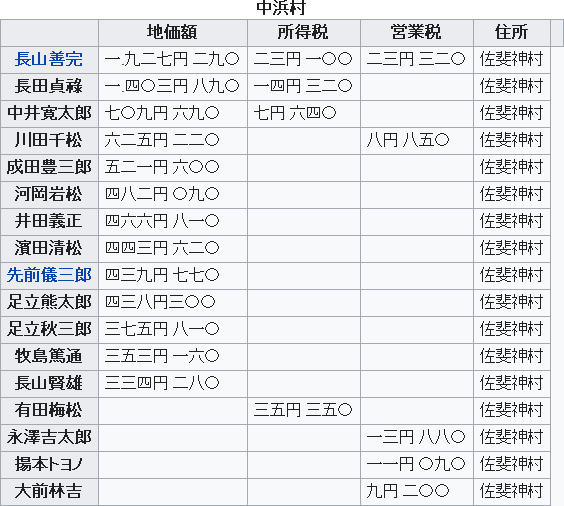 中浜村
地価額 所得税 営業税 住所
長山善完 一.九二七円 二九〇 二三円 一〇〇 二三円 三二〇 佐斐神村
長田貞祿 一.四〇三円 八九〇 一四円 三二〇 佐斐神村
中井寛太郎 七〇九円 六九〇 七円 六四〇 佐斐神村
川田千松 六二五円 二二〇 八円 八五〇 佐斐神村
成田豊三郎 五二一円 六〇〇 佐斐神村
河岡岩松 四八二円 〇九〇 佐斐神村
井田義正 四六六円 八一〇 佐斐神村
濱田清松 四四三円 六二〇 佐斐神村
先前儀三郎 四三九円 七七〇 佐斐神村
足立熊太郎 四三八円三〇〇 佐斐神村
足立秋三郎 三七五円 八一〇 佐斐神村
牧島篤通 三五三円 一六〇 佐斐神村
長山賢雄 三三四円 二八〇 佐斐神村
有田梅松 三五円 三五〇 佐斐神村
永澤吉太郎 一三円 八八〇 佐斐神村
揚本トヨノ 一一円 〇九〇 佐斐神村
大前林吉 九円 二〇〇 佐斐神村